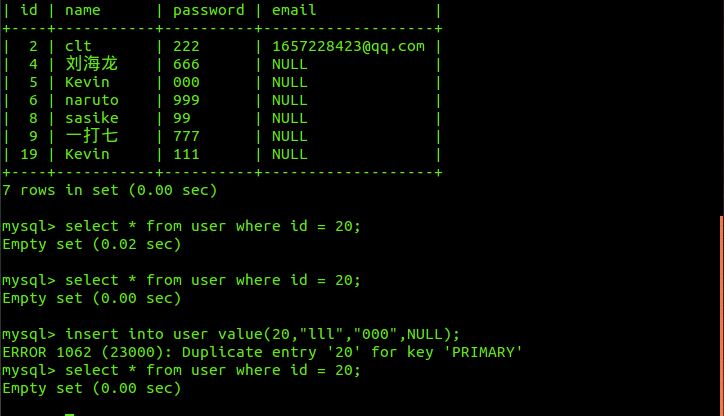 | id | name      | password | email             |
+----+-----------+----------+-------------------+
|  2 | clt       | 222      | 1657228423@qq.com |
|  4 | 刘海龙    | 666      | NULL              |
|  5 | Kevin     | 000      | NULL              |
|  6 | naruto    | 999      | NULL              |
|  8 | sasike    | 99       | NULL              |
|  9 | 一打七    | 777      | NULL              |
| 19 | Kevin     | 111      | NULL              |
+----+-----------+----------+-------------------+
7 rows in set (0.00 sec)
mysql> select * from user where id = 20;
Empty set (0.02 sec)
mysql> select * from user where id = 20;
Empty set (0.00 sec)
mysql> insert into user value(20,"lll","000",NULL);
ERROR 1062 (23000): Duplicate entry '20' for key 'PRIMARY'
mysql> select * from user where id = 20;
Empty set (0.00 sec)